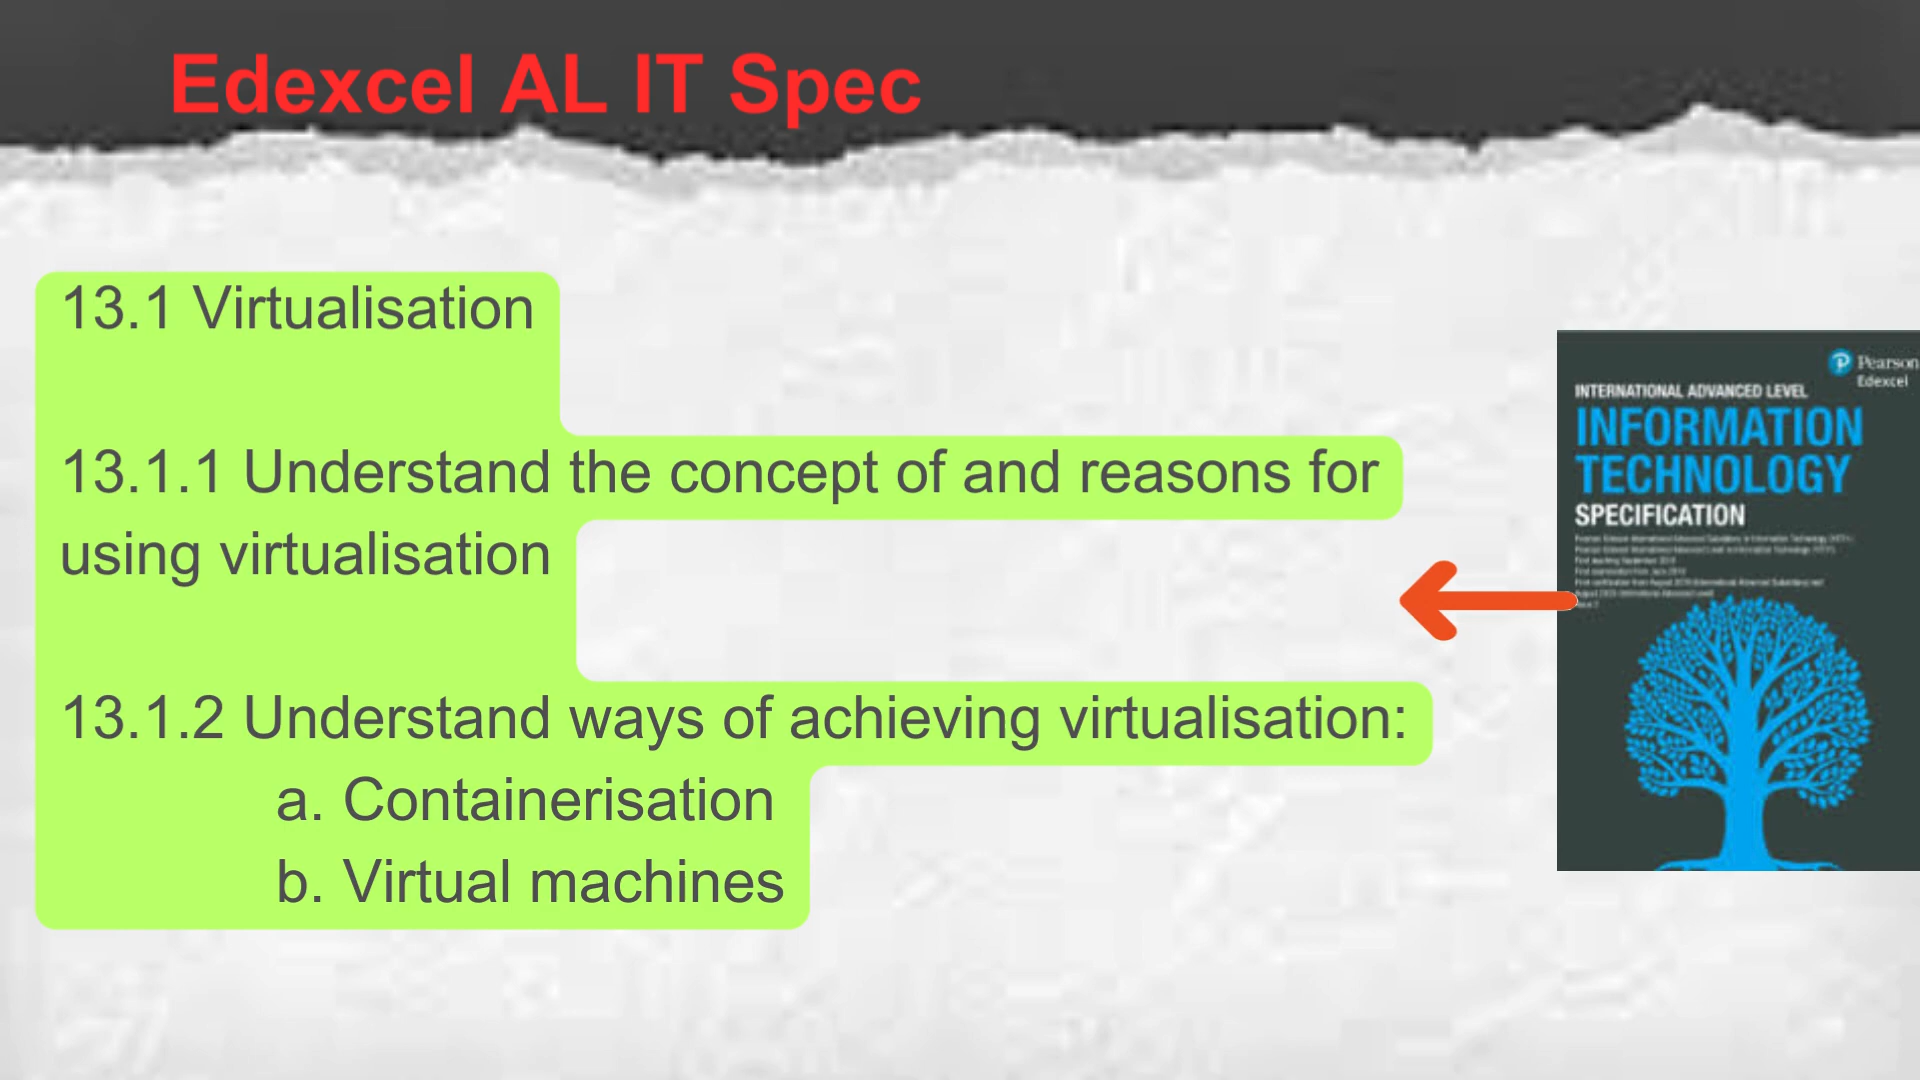 Edexcel AL IT Spec
13.1 Virtualisation
13.1.1 Understand the concept of and reasons for
using virtualisation
13.1.2 Understand ways of achieving virtualisation:
a. Containerisation
b. Virtual machines
Pearson
Edexcel
INTERNATIONAL ADVANCED LEVEL
INFORMATION
TECHNOLOGY
SPECIFICATION